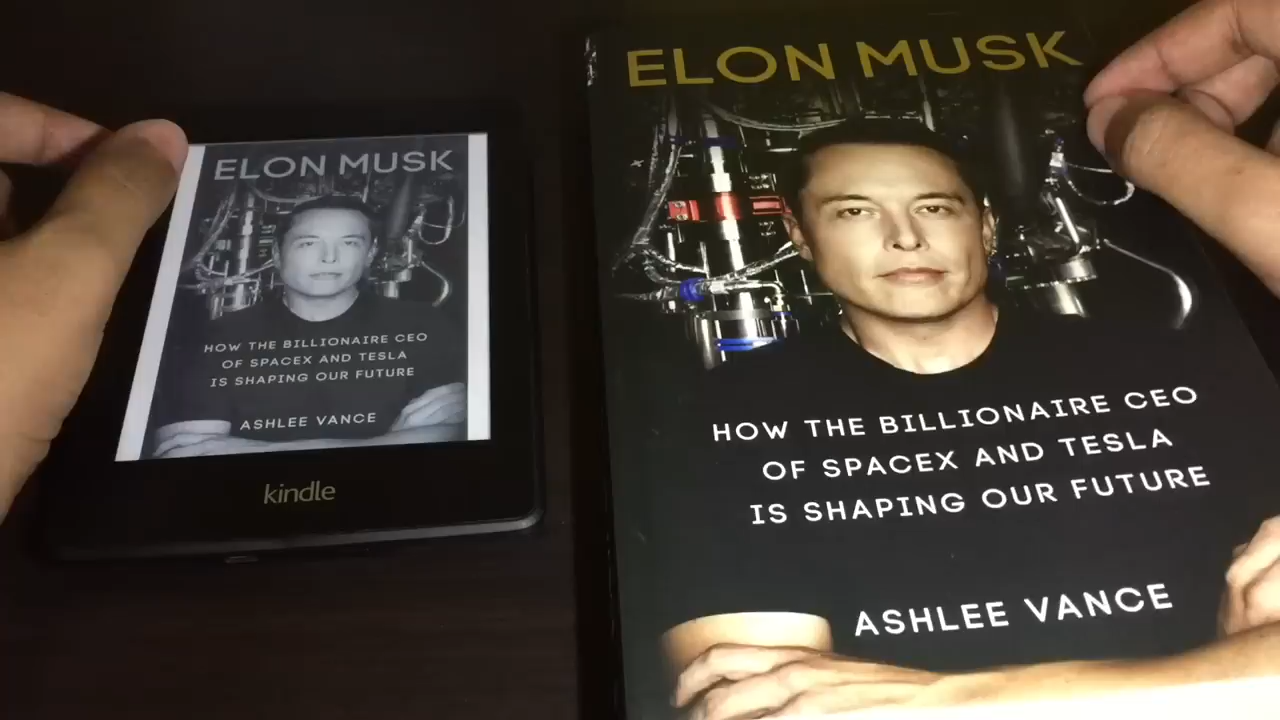 ELON MUSK
HOW THE BILLIONAIRE CEO
OF SPACEX AND TESLA
IS SHAPING OUR FUTURE
ASHLEE VANCE
kindle
ELON MUSK
HOW THE BILLIONAIRE CEO
OF SPACEX AND TESLA
IS SHAPING OUR FUTURE
ASHLEE VANCE